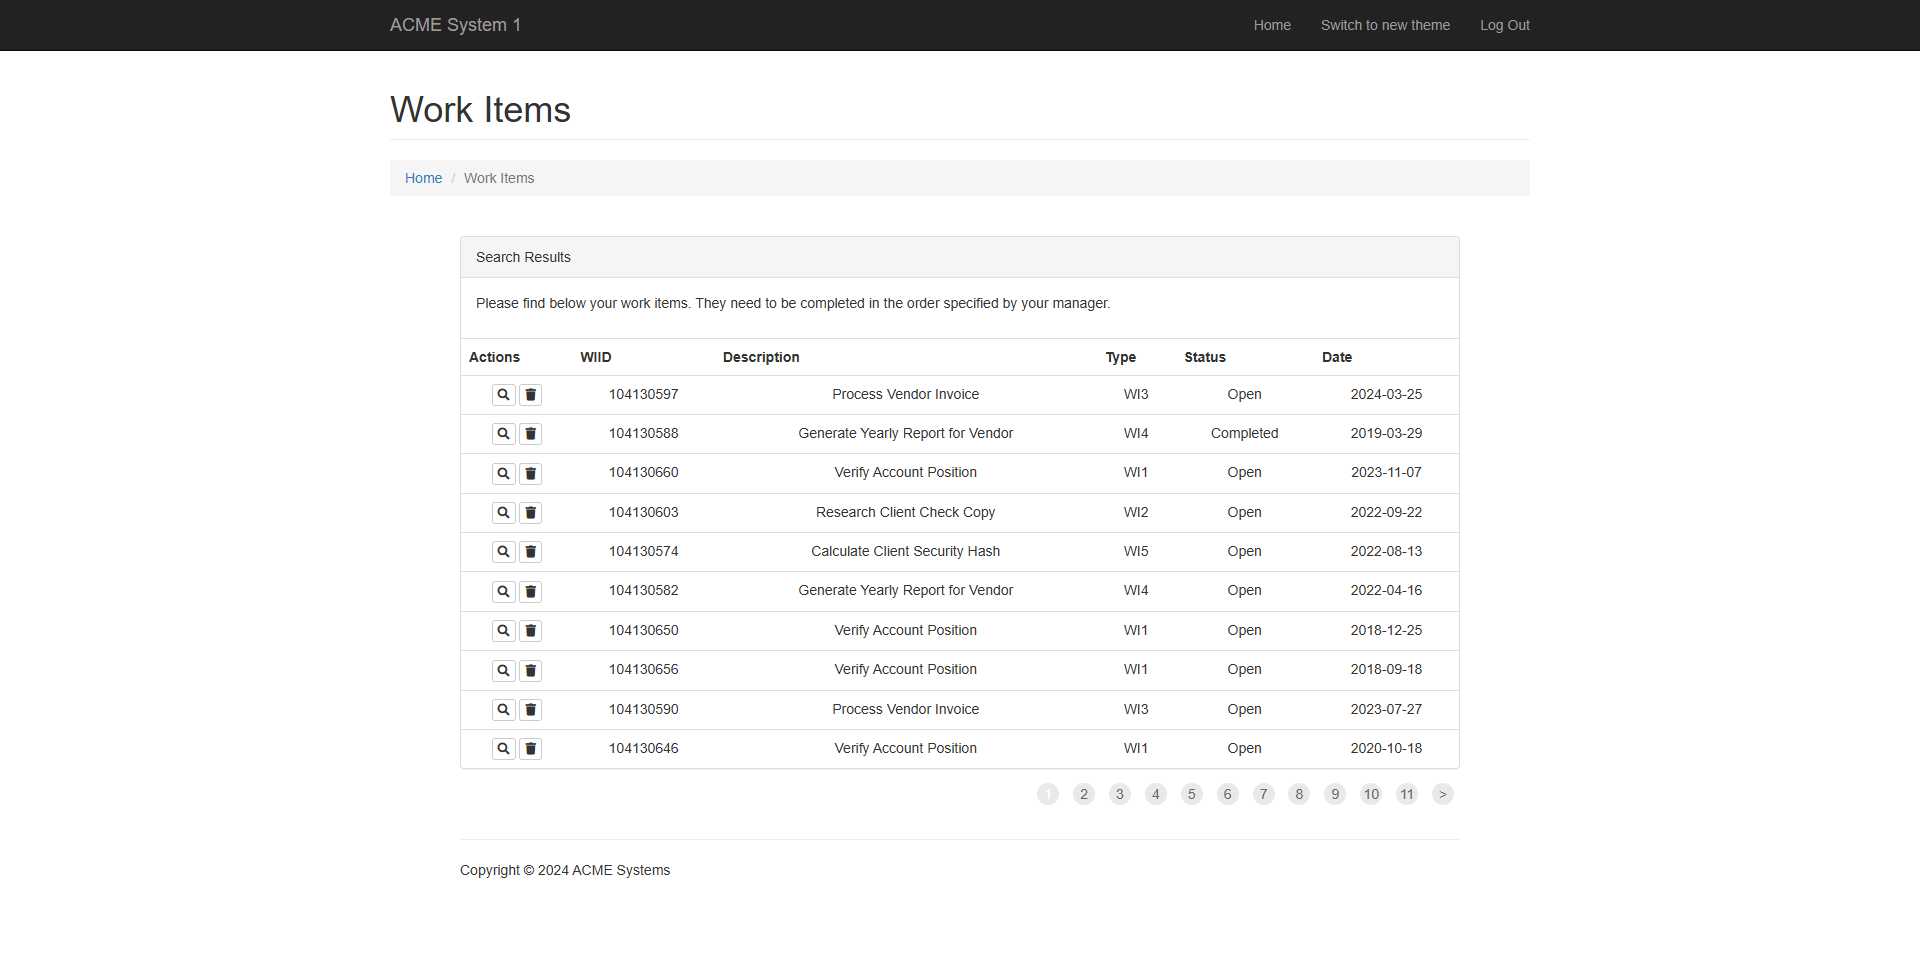 ACME System 1 Home Switch to new theme Log Out
Work Items
Home / Work Items
Search Results
Please find below your work items. They need to be completed in the order specified by your manager.
Actions WIID Description Type Status Date
104130597 Process Vendor Invoice WI3 Open 2024-03-25
104130588 Generate Yearly Report for Vendor WI4 Completed 2019-03-29
104130660 Verify Account Position WI1 Open 2023-11-07
104130603 Research Client Check Copy WI2 Open 2022-09-22
104130574 Calculate Client Security Hash WI5 Open 2022-08-13
104130582 Generate Yearly Report for Vendor WI4 Open 2022-04-16
104130650 Verify Account Position WI1 Open 2018-12-25
104130656 Verify Account Position WI1 Open 2018-09-18
104130590 Process Vendor Invoice WI3 Open 2023-07-27
104130646 Verify Account Position WI1 Open 2020-10-18
1 2 3 4 5 6 7 8 9 10 11 >
Copyright © 2024 ACME Systems